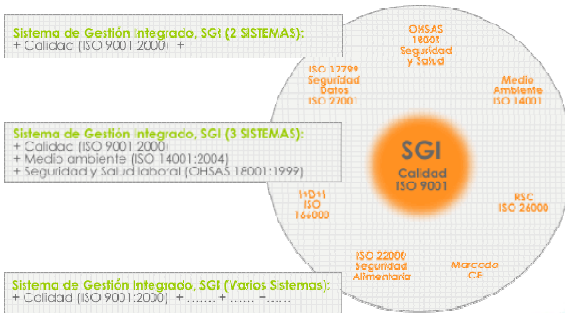 Sistema de Gestión Integrado, SGI (2 SISTEMAS):
+ Calidad (ISO 9001:2000) +
OHSAS
18001
Seguridad
y Salud
ISO 17799
Seguridad
Datos
ISO 27001
Medio
Ambiente
ISO 14001
Sistema de Gestión Integrado, SGI (3 SISTEMAS):
+ Calidad (ISO 9001:2000)
+ Medio ambiente (ISO 14001:2004)
+ Seguridad y Salud laboral (OHSAS 18001:1999)
SGI
Calidad
ISO 9001
ISO
RSC
ISO 26000
ISO 22000
Seguridad
Alimentaria
Marcado
CE
Sistema de Gestión Integrado, SGI (Varios Sistemas):
+ Calidad (ISO 9001:2000) + ....... + ...... +......